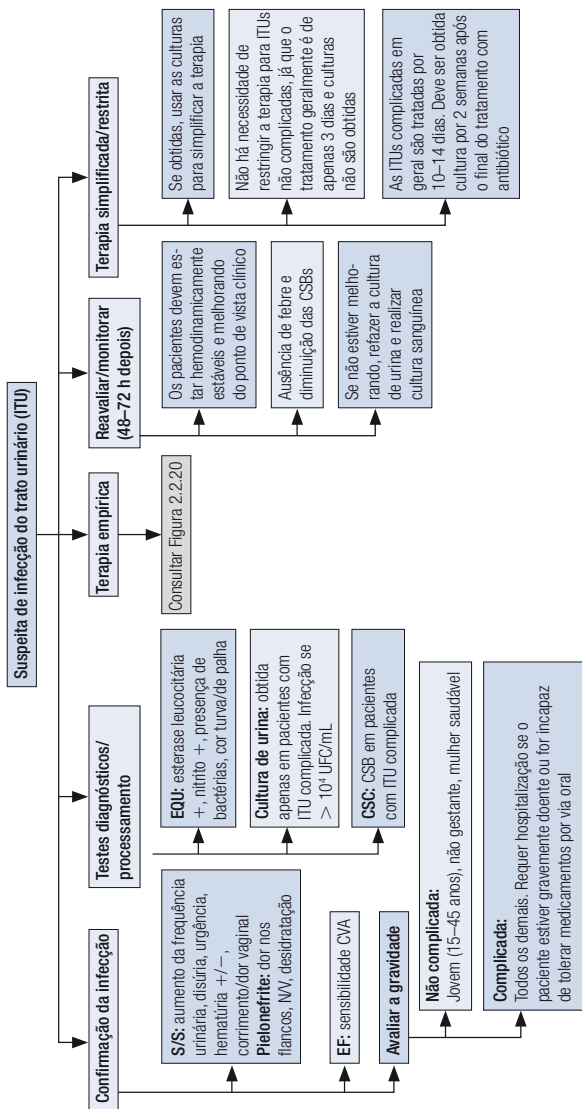 Suspeita de infecção do trato urinário (ITU)
Confirmação da infecção
S/S: aumento da frequência
urinária, disúria, urgência,
hematúria +/−,
corrimento/dor vaginal
Pielonefrite: dor nos
flancos, N/V, desidratação
EF: sensibilidade CVA
Avaliar a gravidade
Não complicada:
Jovem (15–45 anos), não gestante, mulher saudável
Complicada:
Todos os demais. Requer hospitalização se o
paciente estiver gravemente doente ou for incapaz
de tolerar medicamentos por via oral
Testes diagnósticos/
processamento
EQU: esterase leucocitária
+, nitrito +, presença de
bactérias, cor turva/de palha
Cultura de urina: obtida
apenas em pacientes com
ITU complicada. Infecção se
> 10⁴ UFC/mL
CSC: CSB em pacientes
com ITU complicada
Terapia empírica
Consultar Figura 2.2.20
Reavaliar/monitorar
(48–72 h depois)
Os pacientes devem es-
tar hemodinamicamente
estáveis e melhorando
do ponto de vista clínico
Ausência de febre e
diminuição das CSBs
Se não estiver melho-
rando, refazer a cultura
de urina e realizar
cultura sanguínea
Terapia simplificada/restrita
Se obtidas, usar as culturas
para simplificar a terapia
Não há necessidade de
restringir a terapia para ITUs
não complicadas, já que o
tratamento geralmente é de
apenas 3 dias e culturas
não são obtidas
As ITUs complicadas em
geral são tratadas por
10–14 dias. Deve ser obtida
cultura por 2 semanas após
o final do tratamento com
antibiótico